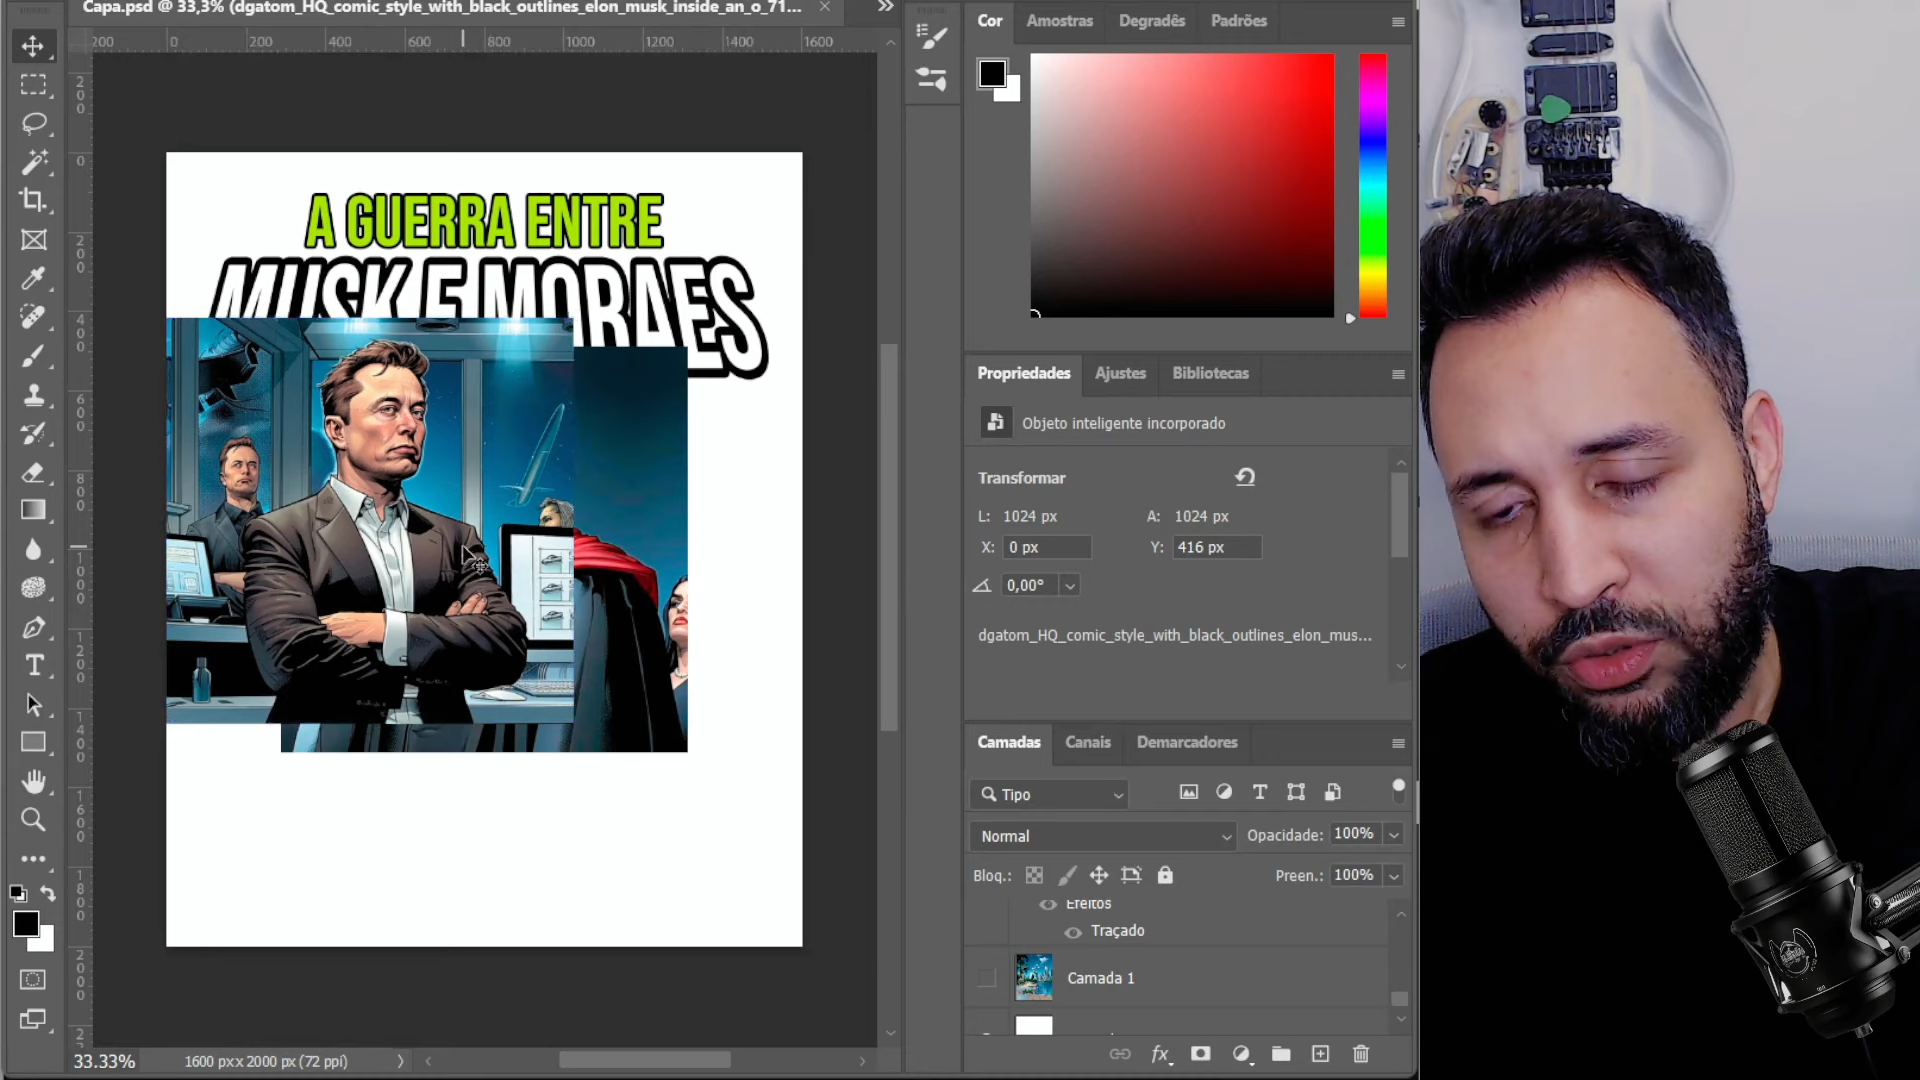 Capa.psd @ 33,3% (dgatom_HQ_comic_style_with_black_outlines_elon_musk_inside_an_o_71...
200 0 200 400 600 800 1000 1200 1400 1600
A GUERRA ENTRE
MUSK E MORAES
Cor Amostras Degradês Padrões
Propriedades Ajustes Bibliotecas
Objeto inteligente incorporado
Transformar
L: 1024 px A: 1024 px
X: 0 px Y: 416 px
0,00°
dgatom_HQ_comic_style_with_black_outlines_elon_mus...
Camadas Canais Demarcadores
Tipo
Normal Opacidade: 100%
Bloq.: Preen.: 100%
Efeitos
Traçado
Camada 1
fx
33.33% 1600 px x 2000 px (72 ppi)